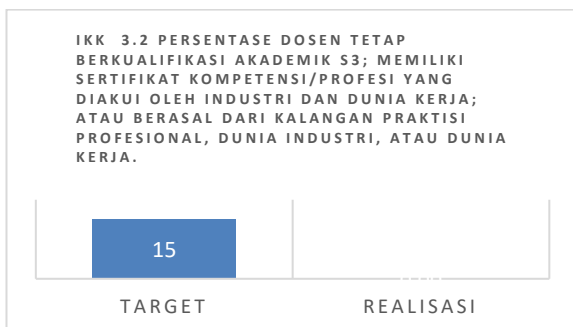 IKK 3.2 PERSENTASE DOSEN TETAP
BERKUALIFIKASI AKADEMIK S3; MEMILIKI
SERTIFIKAT KOMPETENSI/PROFESI YANG
DIAKUI OLEH INDUSTRI DAN DUNIA KERJA;
ATAU BERASAL DARI KALANGAN PRAKTISI
PROFESIONAL, DUNIA INDUSTRI, ATAU DUNIA
KERJA.
15
TARGET REALISASI